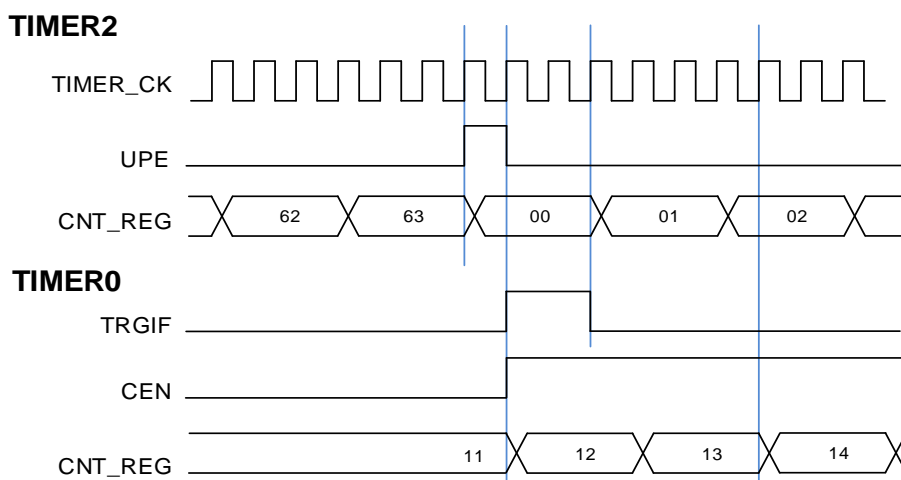 TIMER2
TIMER_CK
UPE
CNT_REG 62 63 00 01 02
TIMER0
TRGIF
CEN
CNT_REG 11 12 13 14